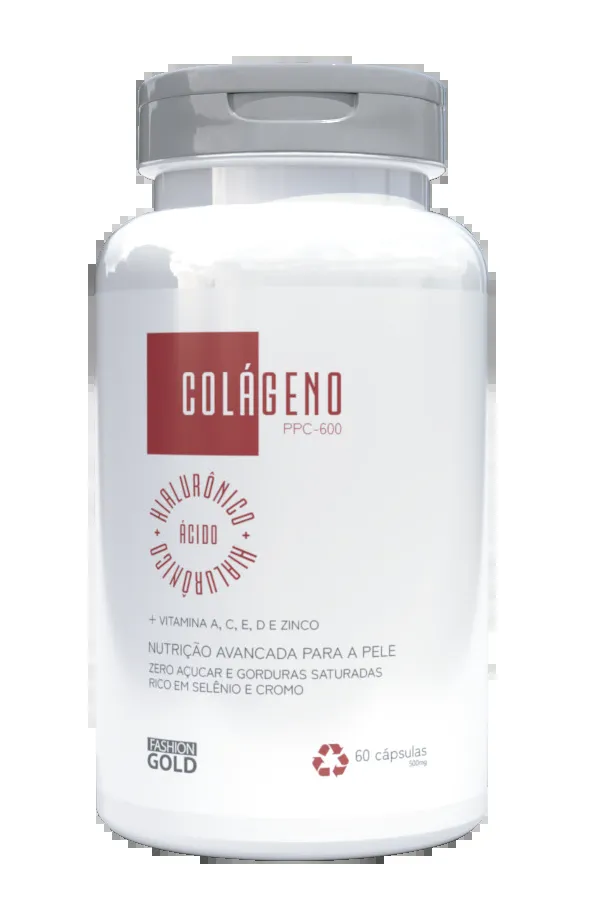 COLÁGENO
PPC-600
HIALURÔNICO + HIALURÔNICO +
ÁCIDO
+ VITAMINA A, C, E, D E ZINCO
NUTRIÇÃO AVANCADA PARA A PELE
ZERO AÇUCAR E GORDURAS SATURADAS
RICO EM SELÊNIO E CROMO
FASHION
GOLD
60 cápsulas
500mg